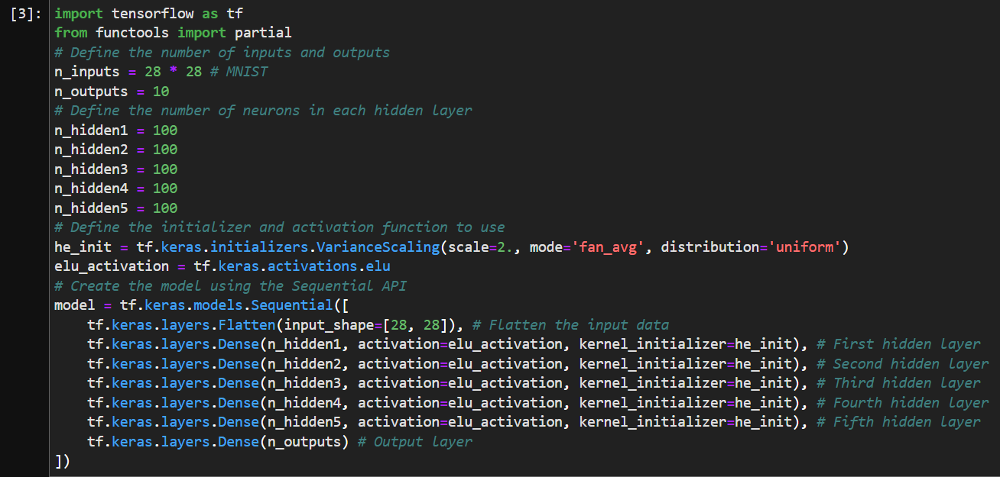 [3]: import tensorflow as tf
from functools import partial
# Define the number of inputs and outputs
n_inputs = 28 * 28 # MNIST
n_outputs = 10
# Define the number of neurons in each hidden layer
n_hidden1 = 100
n_hidden2 = 100
n_hidden3 = 100
n_hidden4 = 100
n_hidden5 = 100
# Define the initializer and activation function to use
he_init = tf.keras.initializers.VarianceScaling(scale=2., mode='fan_avg', distribution='uniform')
elu_activation = tf.keras.activations.elu
# Create the model using the Sequential API
model = tf.keras.models.Sequential([
    tf.keras.layers.Flatten(input_shape=[28, 28]), # Flatten the input data
    tf.keras.layers.Dense(n_hidden1, activation=elu_activation, kernel_initializer=he_init), # First hidden layer
    tf.keras.layers.Dense(n_hidden2, activation=elu_activation, kernel_initializer=he_init), # Second hidden layer
    tf.keras.layers.Dense(n_hidden3, activation=elu_activation, kernel_initializer=he_init), # Third hidden layer
    tf.keras.layers.Dense(n_hidden4, activation=elu_activation, kernel_initializer=he_init), # Fourth hidden layer
    tf.keras.layers.Dense(n_hidden5, activation=elu_activation, kernel_initializer=he_init), # Fifth hidden layer
    tf.keras.layers.Dense(n_outputs) # Output layer
])